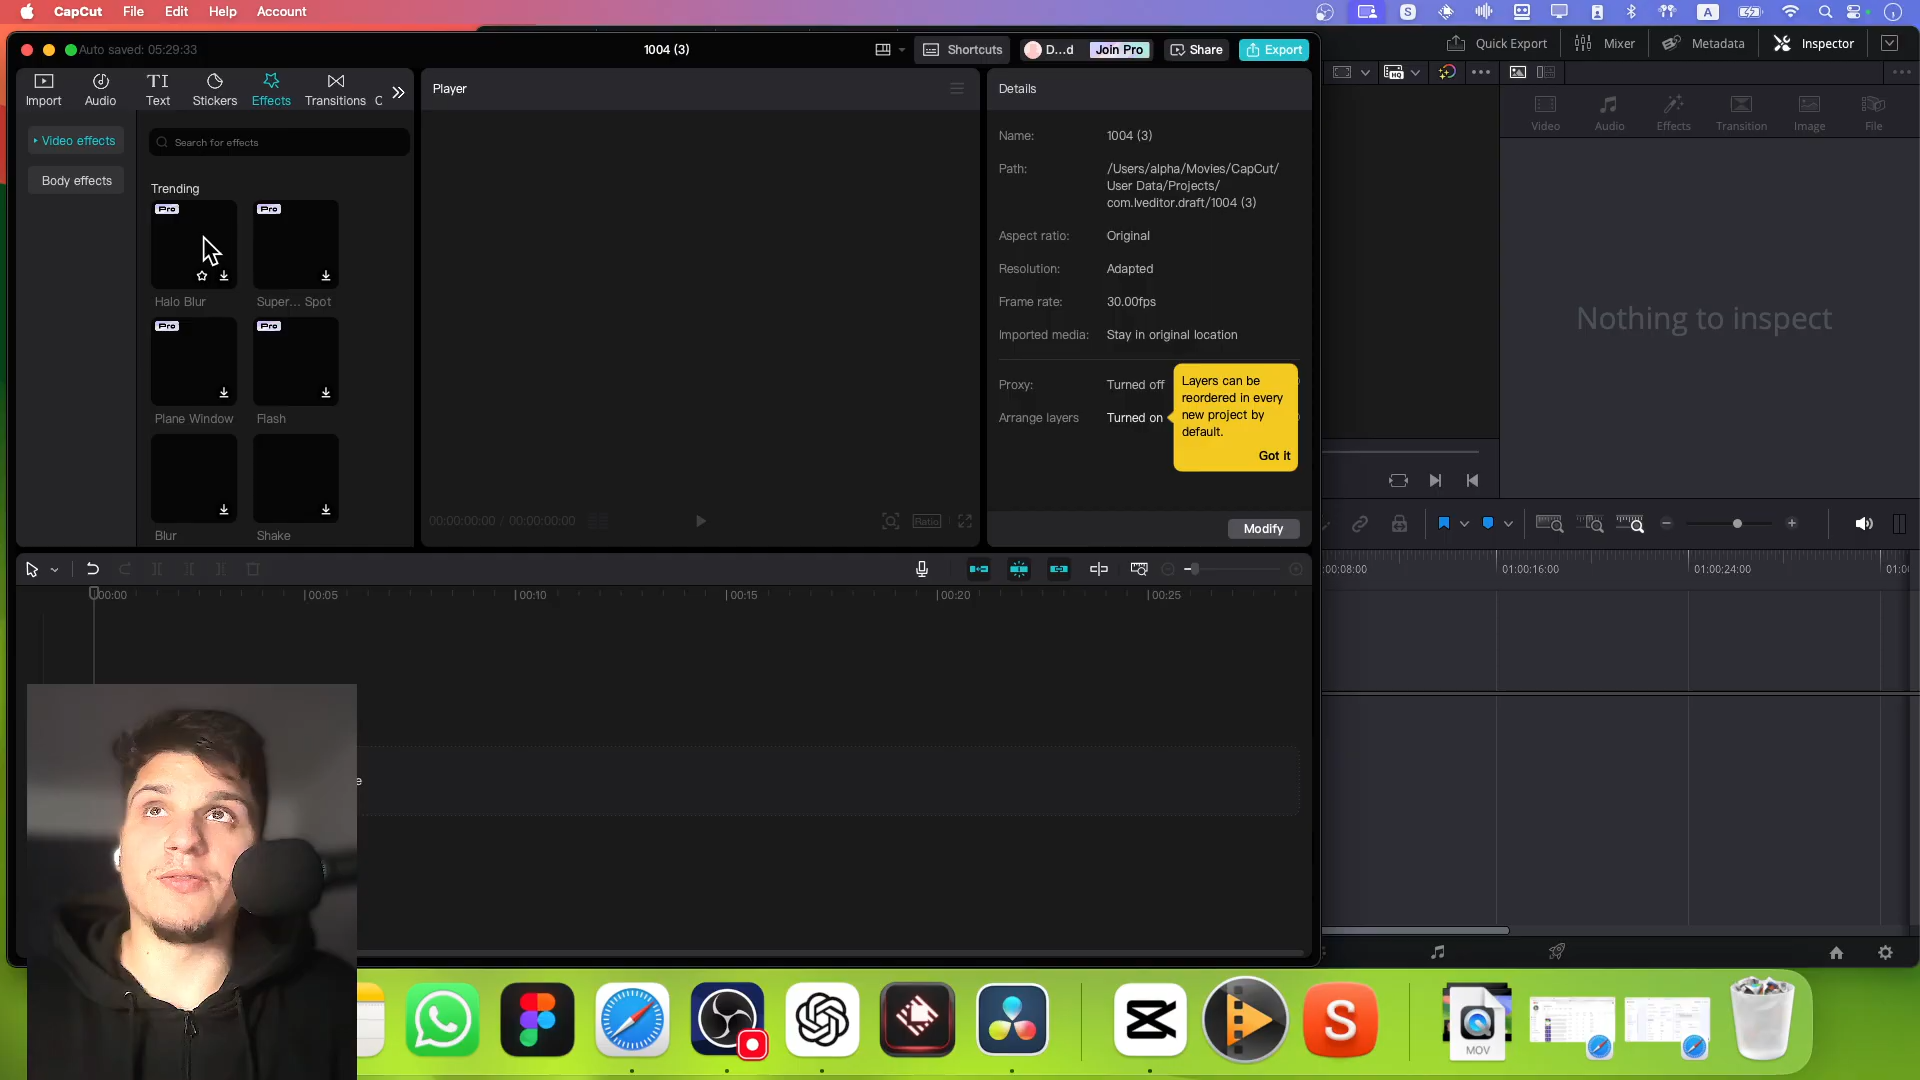 CapCut File Edit Help Account
A
Auto saved: 05:29:33
1004 (3)
Shortcuts
D...d
Join Pro
Share
Export
Quick Export
Mixer
Metadata
Inspector
Import
Audio
TI
Text
Stickers
Effects
Transitions
C
Player
Details
HQ
Video
Audio
Effects
Transition
Image
File
Video effects
Body effects
Search for effects
Trending
Pro
Pro
Halo Blur
Super... Spot
Pro
Pro
Plane Window
Flash
Blur
Shake
Name: 1004 (3)
Path: /Users/alpha/Movies/CapCut/
User Data/Projects/
com.lveditor.draft/1004 (3)
Aspect ratio: Original
Resolution: Adapted
Frame rate: 30.00fps
Imported media: Stay in original location
Proxy: Turned off
Arrange layers Turned on
Layers can be
reordered in every
new project by
default.
Got it
Modify
Nothing to inspect
00:00:00:00 / 00:00:00:00
Ratio
00:00
00:05
00:10
00:15
00:20
00:25
:00:08:00
01:00:16:00
01:00:24:00
01:0
e
S
MOV